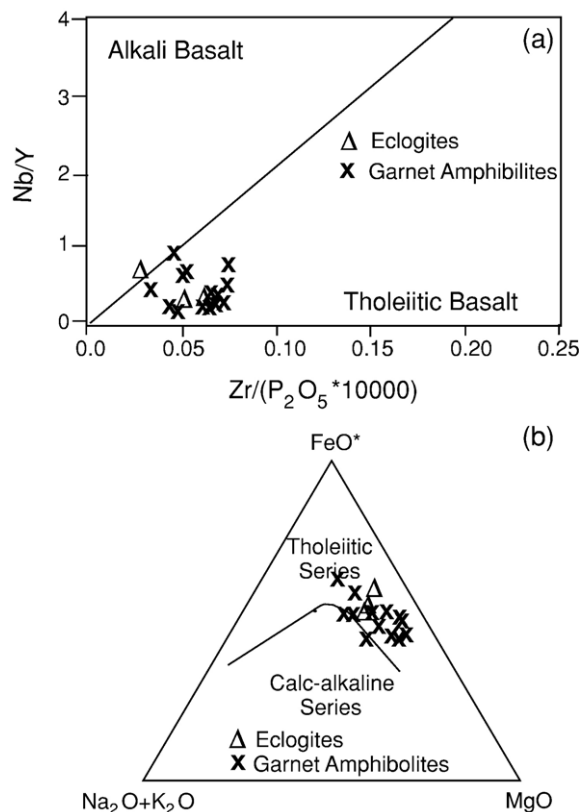 (a)
4
3
2
1
0
Nb/Y
Alkali Basalt
△ Eclogites
X Garnet Amphibilites
Tholeiitic Basalt
0.0 0.05 0.10 0.15 0.20 0.25
Zr/(P₂O₅*10000)
(b)
FeO*
Tholeiitic
Series
Calc-alkaline
Series
△ Eclogites
X Garnet Amphibolites
Na₂O+K₂O MgO